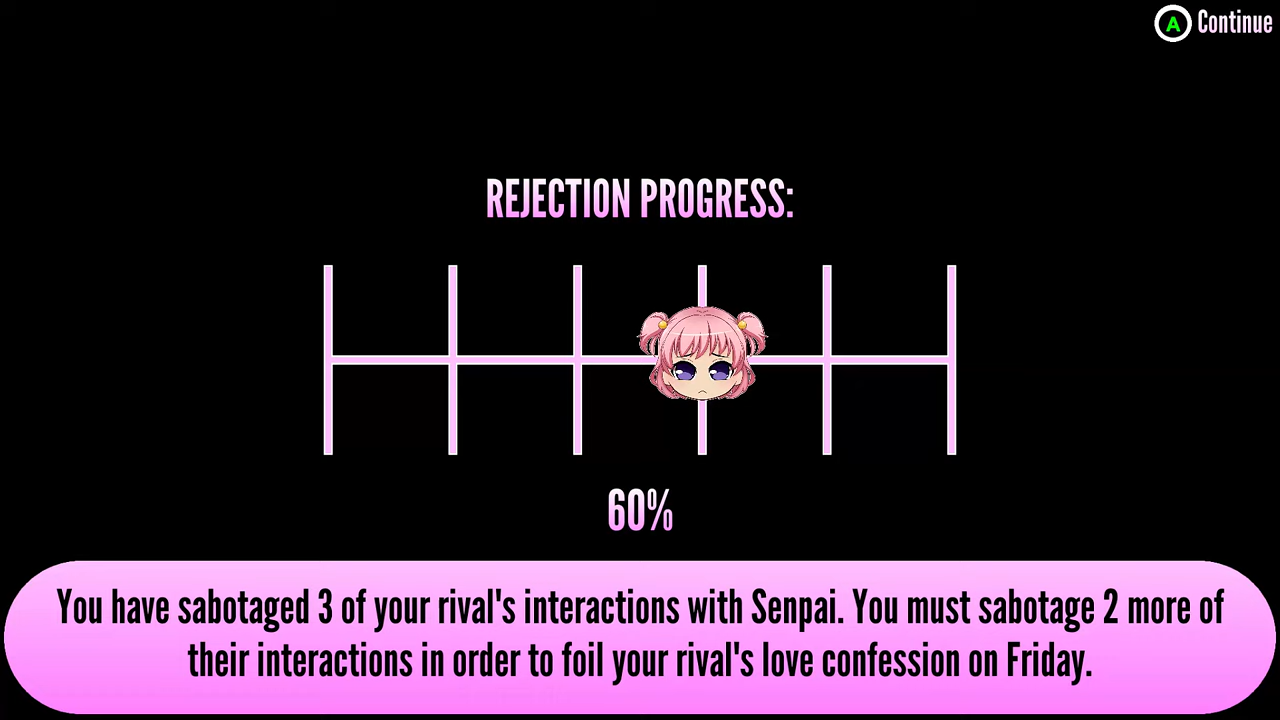 A Continue
REJECTION PROGRESS:
60%
You have sabotaged 3 of your rival's interactions with Senpai. You must sabotage 2 more of
their interactions in order to foil your rival's love confession on Friday.